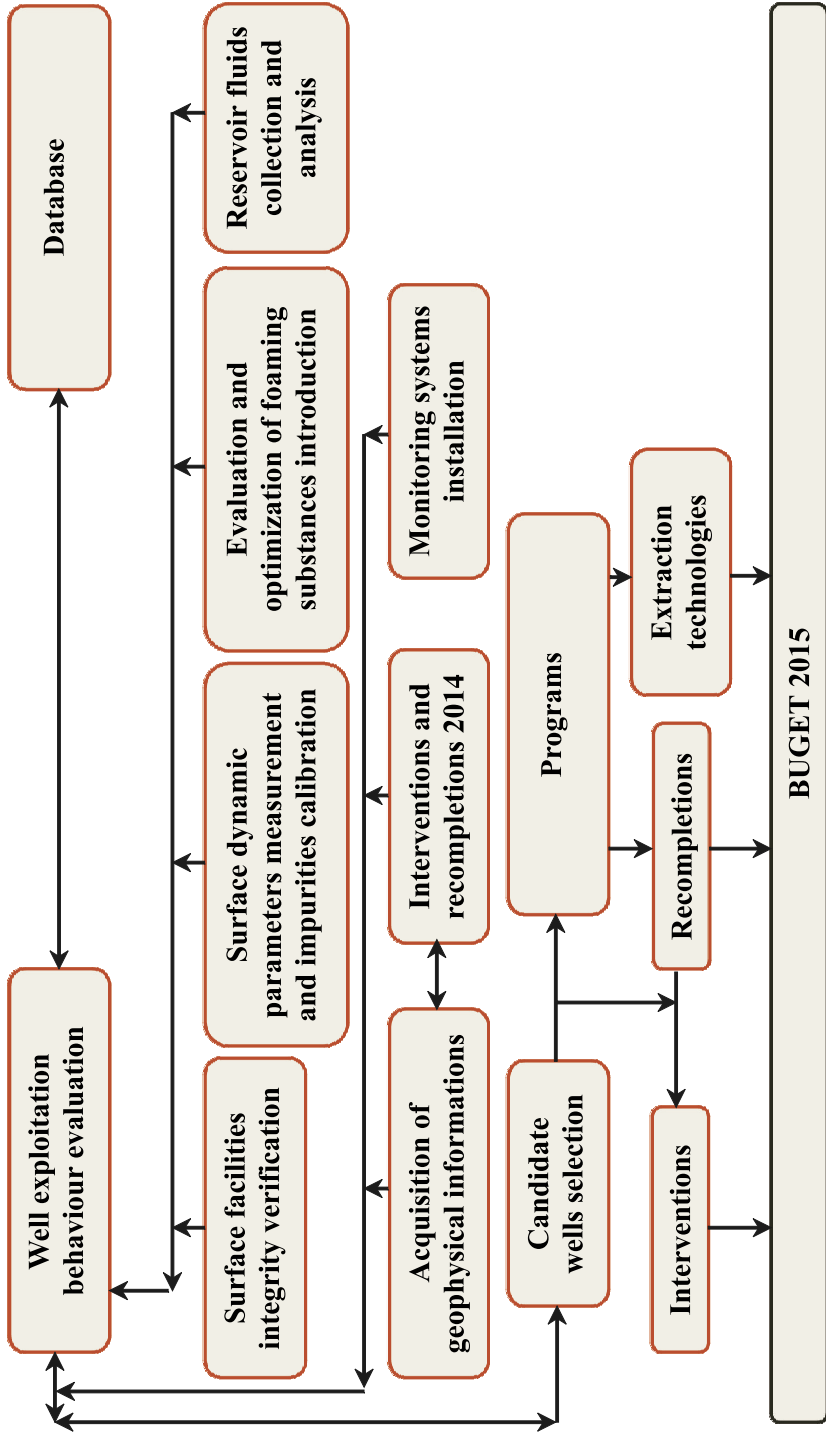 Well exploitation
behaviour evaluation
Database
Surface facilities
integrity verification
Surface dynamic
parameters measurement
and impurities calibration
Evaluation and
optimization of foaming
substances introduction
Reservoir fluids
collection and
analysis
Acquisition of
geophysical informations
Interventions and
recompletions 2014
Monitoring systems
installation
Candidate
wells selection
Programs
Interventions
Recompletions
Extraction
technologies
BUGET 2015